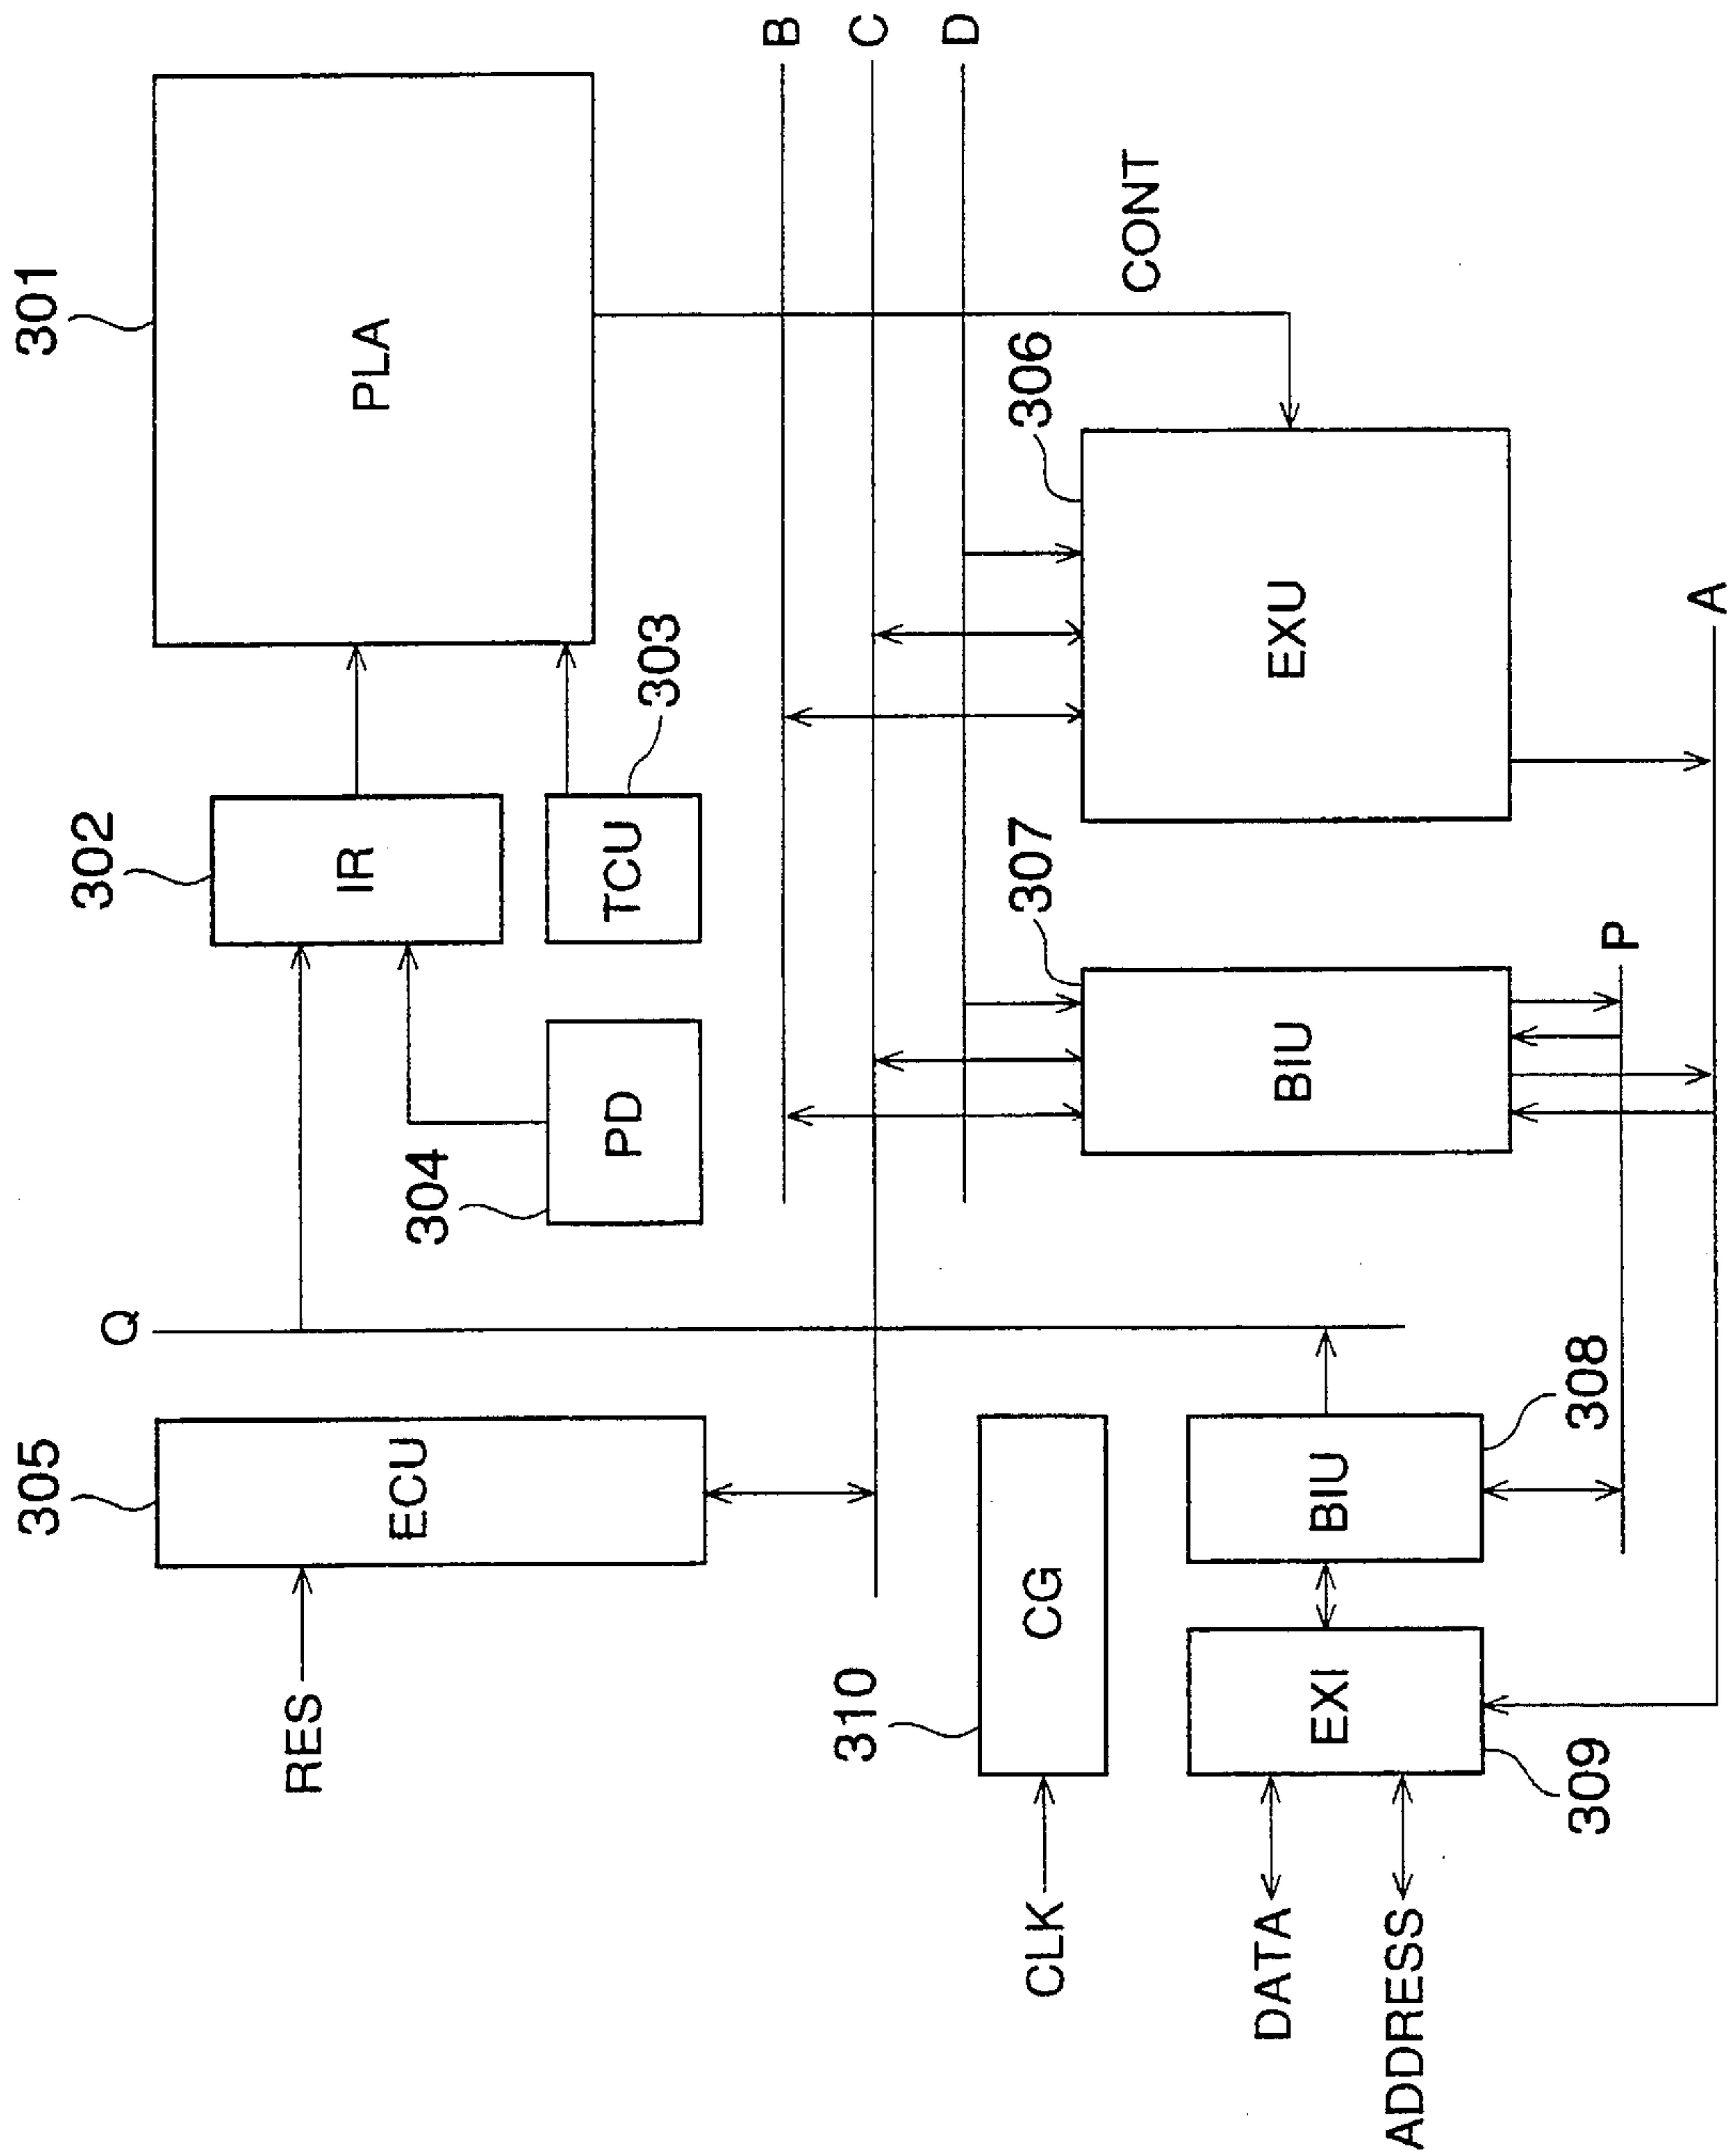 301
PLA
302
IR
TCU
303
PD
304
Q
305
ECU
RES
B
C
D
CONT
306
EXU
307
BIU
P
A
310
CG
CLK
BIU
308
EXI
309
DATA
ADDRESS